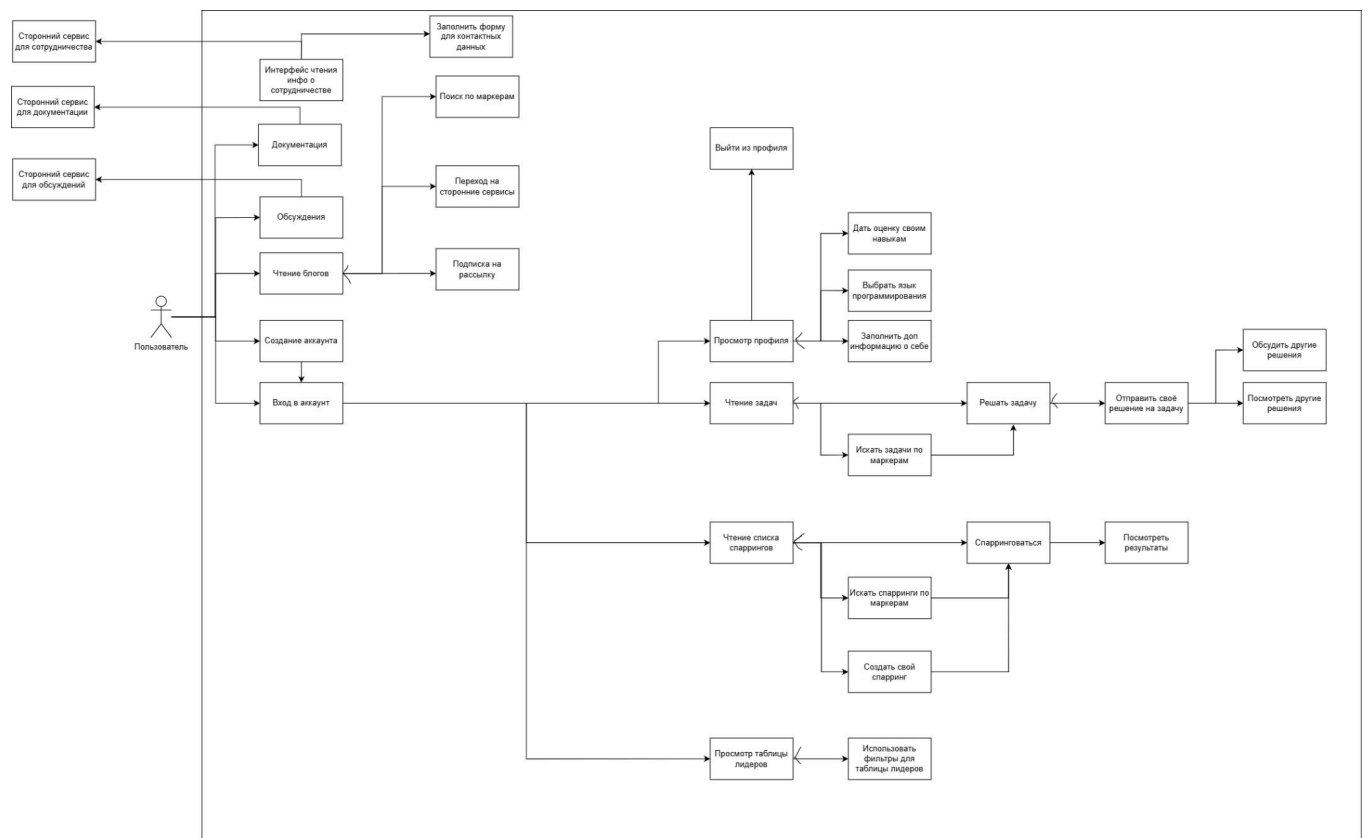 Сторонний сервис
для сотрудничества
Заполнить форму
для контактных
данных
Интерфейс чтения
инфо о
сотрудничестве
Поиск по маркерам
Сторонний сервис
для документации
Документация
Выйти из профиля
Сторонний сервис
для обсуждений
Переход на
сторонние сервисы
Обсуждения
Дать оценку своим
навыкам
Чтение блогов
Подписка на
рассылку
Выбрать язык
программирования
Пользователь
Создание аккаунта
Просмотр профиля
Заполнить доп
информацию о себе
Обсудить другие
решения
Вход в аккаунт
Чтение задач
Решать задачу
Отправить своё
решение на задачу
Посмотреть другие
решения
Искать задачи по
маркерам
Чтение списка
спаррингов
Спарринговаться
Посмотреть
результаты
Искать спарринги по
маркерам
Создать свой
спарринг
Просмотр таблицы
лидеров
Использовать
фильтры для
таблицы лидеров